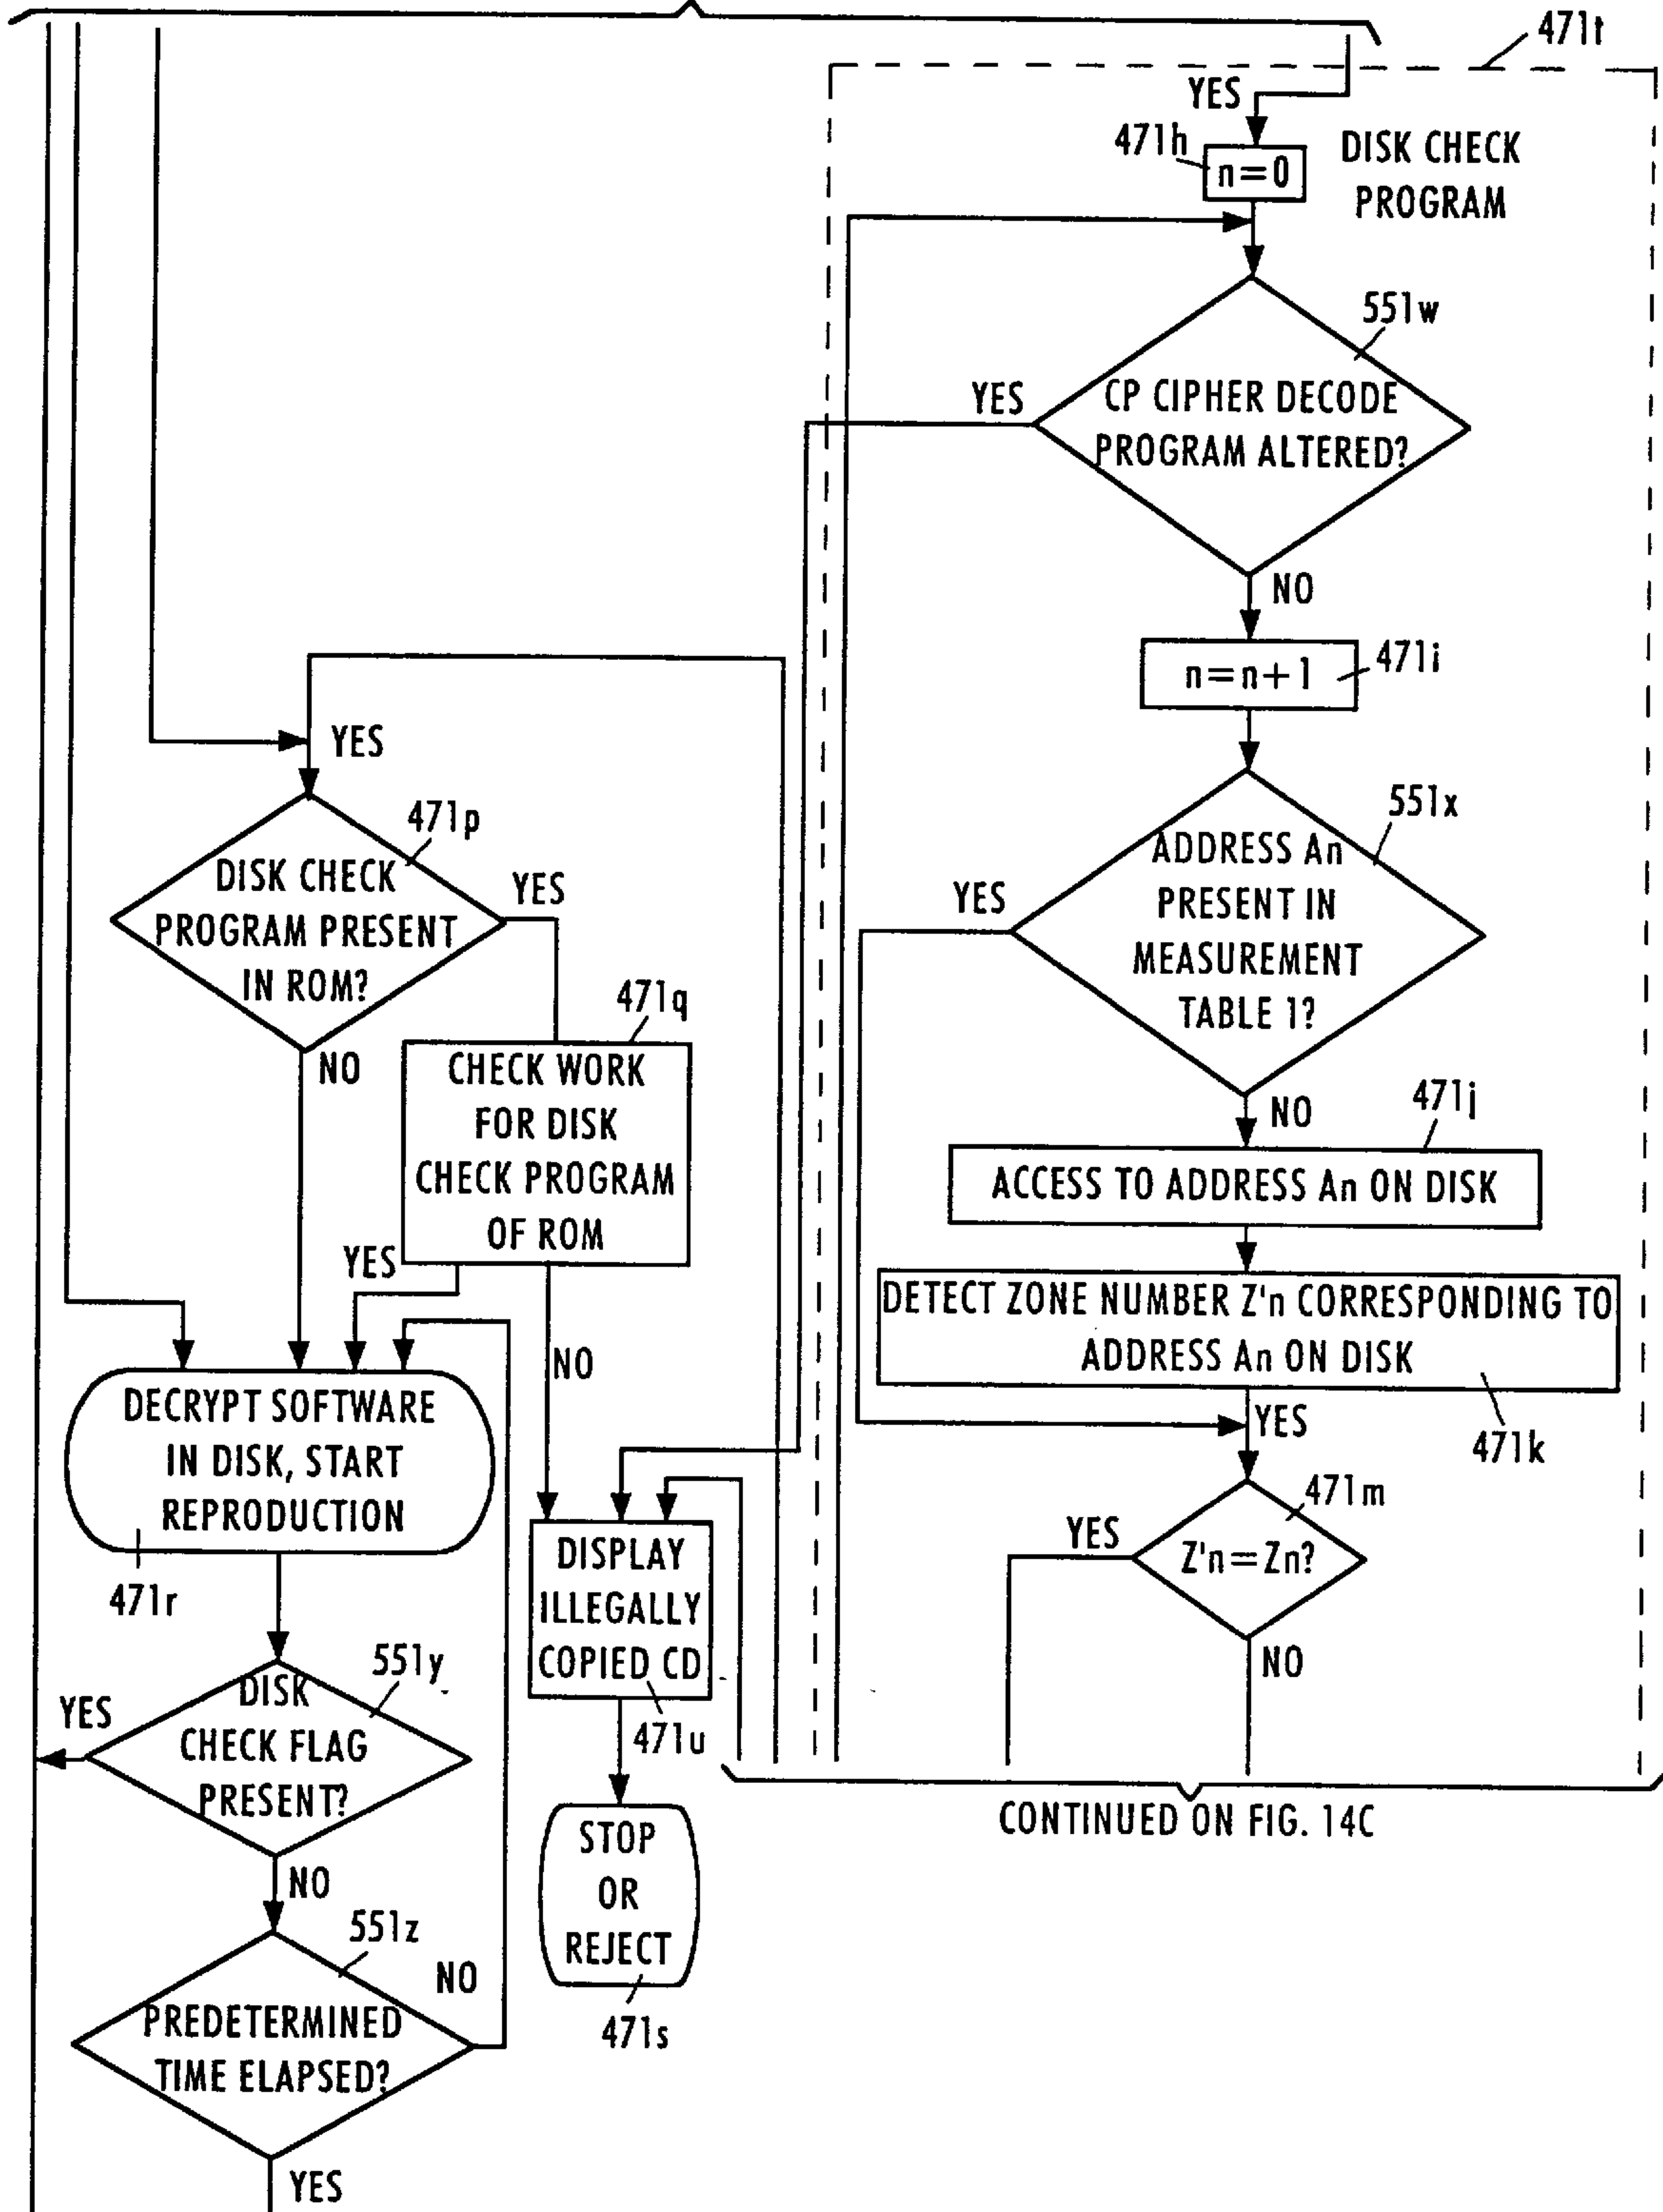 471t
YES
471h
n=0
DISK CHECK
PROGRAM
551w
YES
CP CIPHER DECODE
PROGRAM ALTERED?
NO
n=n+1
471i
YES
551x
471p
ADDRESS An
PRESENT IN
MEASUREMENT
TABLE 1?
YES
DISK CHECK
PROGRAM PRESENT
IN ROM?
YES
NO
471q
CHECK WORK
FOR DISK
CHECK PROGRAM
OF ROM
NO
471j
ACCESS TO ADDRESS An ON DISK
YES
NO
DETECT ZONE NUMBER Z'n CORRESPONDING TO
ADDRESS An ON DISK
YES
471k
DECRYPT SOFTWARE
IN DISK, START
REPRODUCTION
471r
471m
YES
Z'n=Zn?
NO
DISPLAY
ILLEGALLY
COPIED CD
471u
551y
YES
DISK
CHECK FLAG
PRESENT?
NO
CONTINUED ON FIG. 14C
STOP
OR
REJECT
471s
551z
NO
PREDETERMINED
TIME ELAPSED?
YES